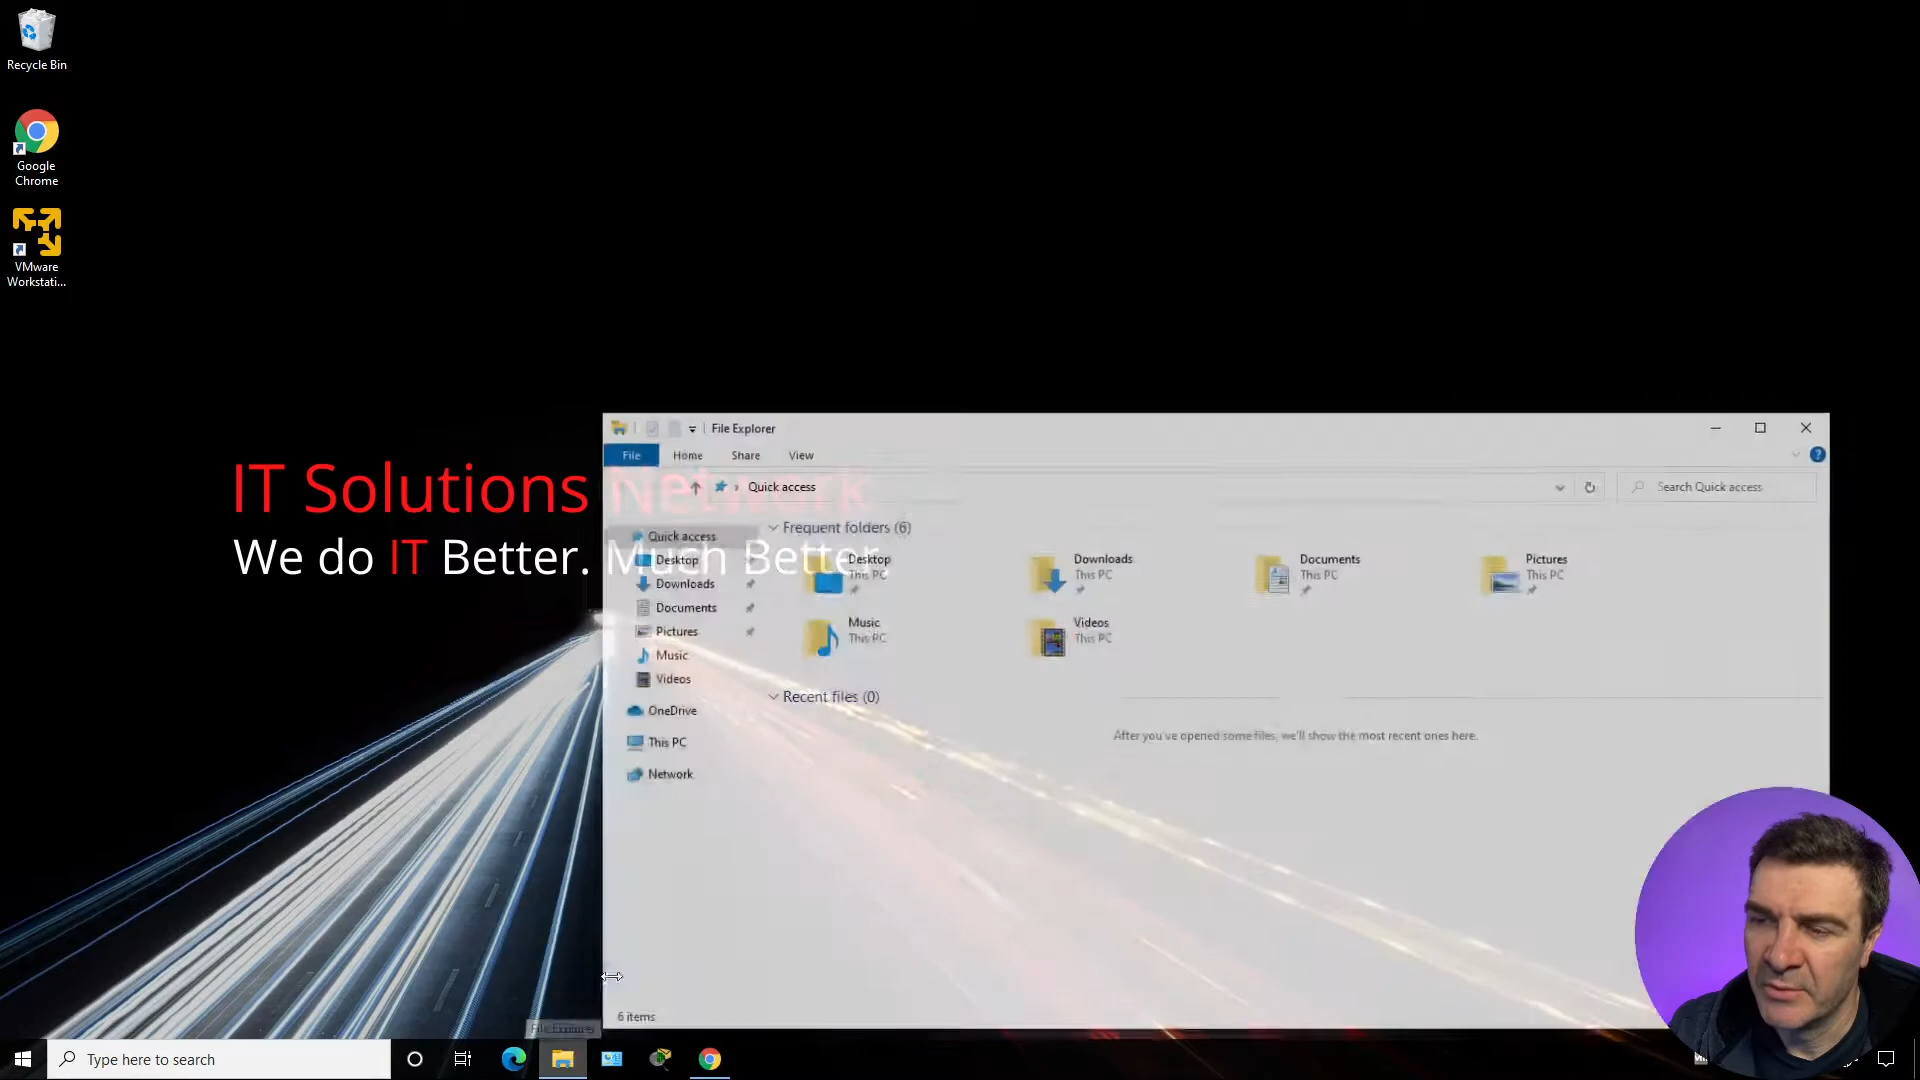 Recycle Bin
Google
Chrome
VMware
Workstati...
IT Solutions Network
We do IT Better. Much Better.
File Explorer
File
Home
Share
View
Quick access
Search Quick access
Quick access
Desktop
Downloads
Documents
Pictures
Music
Videos
OneDrive
This PC
Network
Frequent folders (6)
Desktop
This PC
Downloads
This PC
Documents
This PC
Pictures
This PC
Music
This PC
Videos
This PC
Recent files (0)
After you've opened some files, we'll show the most recent ones here.
6 items
File Explorer
Type here to search